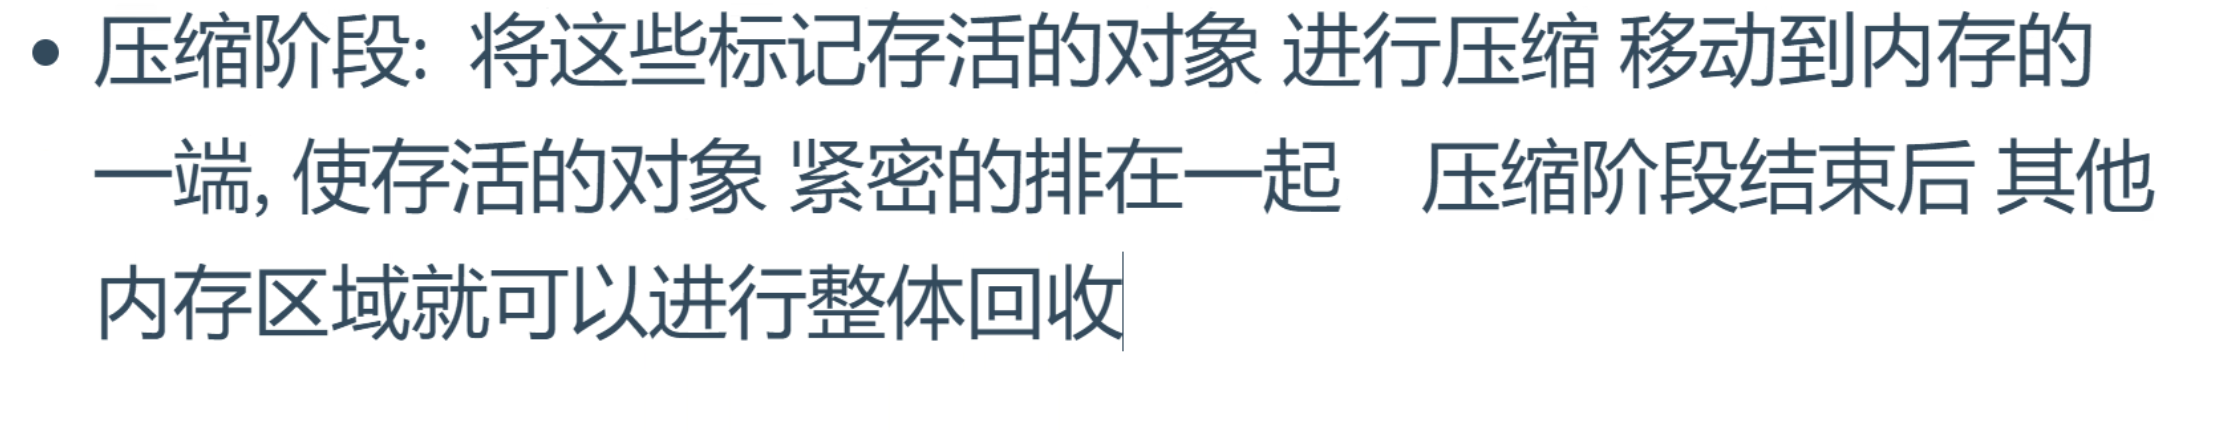 • 压缩阶段: 将这些标记存活的对象 进行压缩 移动到内存的
一端, 使存活的对象 紧密的排在一起 压缩阶段结束后 其他
内存区域就可以进行整体回收